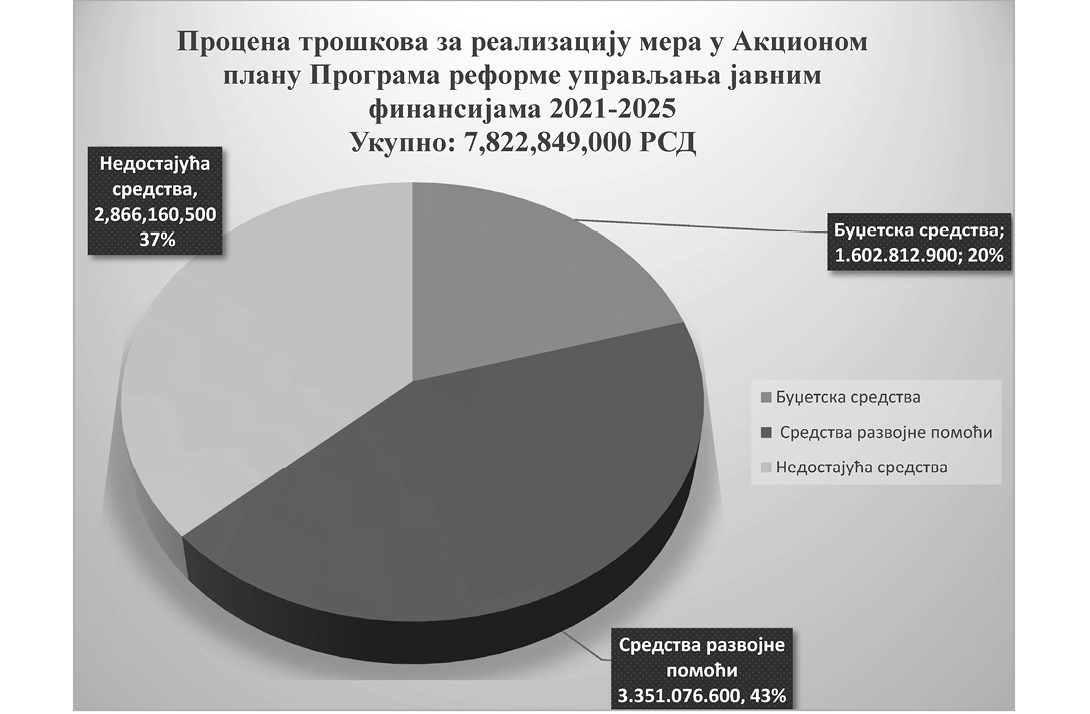 Процена трошкова за реализацију мера у Акционом
плану Програма реформе управљања јавним
финансијама 2021-2025
Укупно: 7,822,849,000 РСД
Недостајућа
средства,
2,866,160,500
37%
Буџетска средства;
1.602.812.900; 20%
Буџетска средства
Средства развојне помоћи
Недостајућа средства
Средства развојне
помоћи
3.351.076.600, 43%